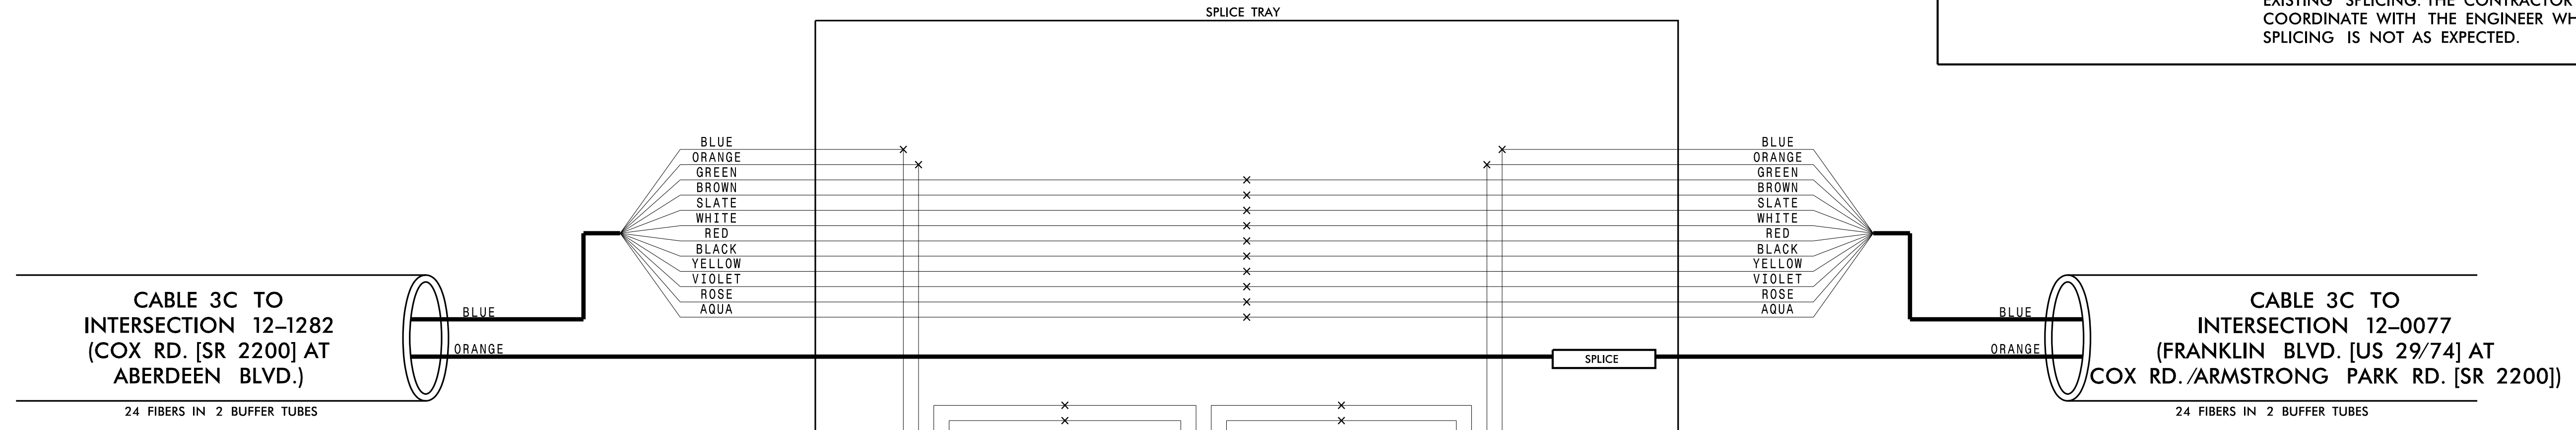 SPLICE TRAY
COORDINATE WITH THE ENGINEER WH
SPLICING IS NOT AS EXPECTED.
BLUE
ORANGE
GREEN
BROWN
SLATE
WHITE
RED
BLACK
YELLOW
VIOLET
ROSE
AQUA
BLUE
ORANGE
GREEN
BROWN
SLATE
WHITE
RED
BLACK
YELLOW
VIOLET
ROSE
AQUA
CABLE 3C TO
INTERSECTION 12–1282
(COX RD. [SR 2200] AT
ABERDEEN BLVD.)
24 FIBERS IN 2 BUFFER TUBES
BLUE
ORANGE
SPLICE
BLUE
ORANGE
CABLE 3C TO
INTERSECTION 12–0077
(FRANKLIN BLVD. [US 29/74] AT
COX RD./ARMSTRONG PARK RD. [SR 2200])
24 FIBERS IN 2 BUFFER TUBES